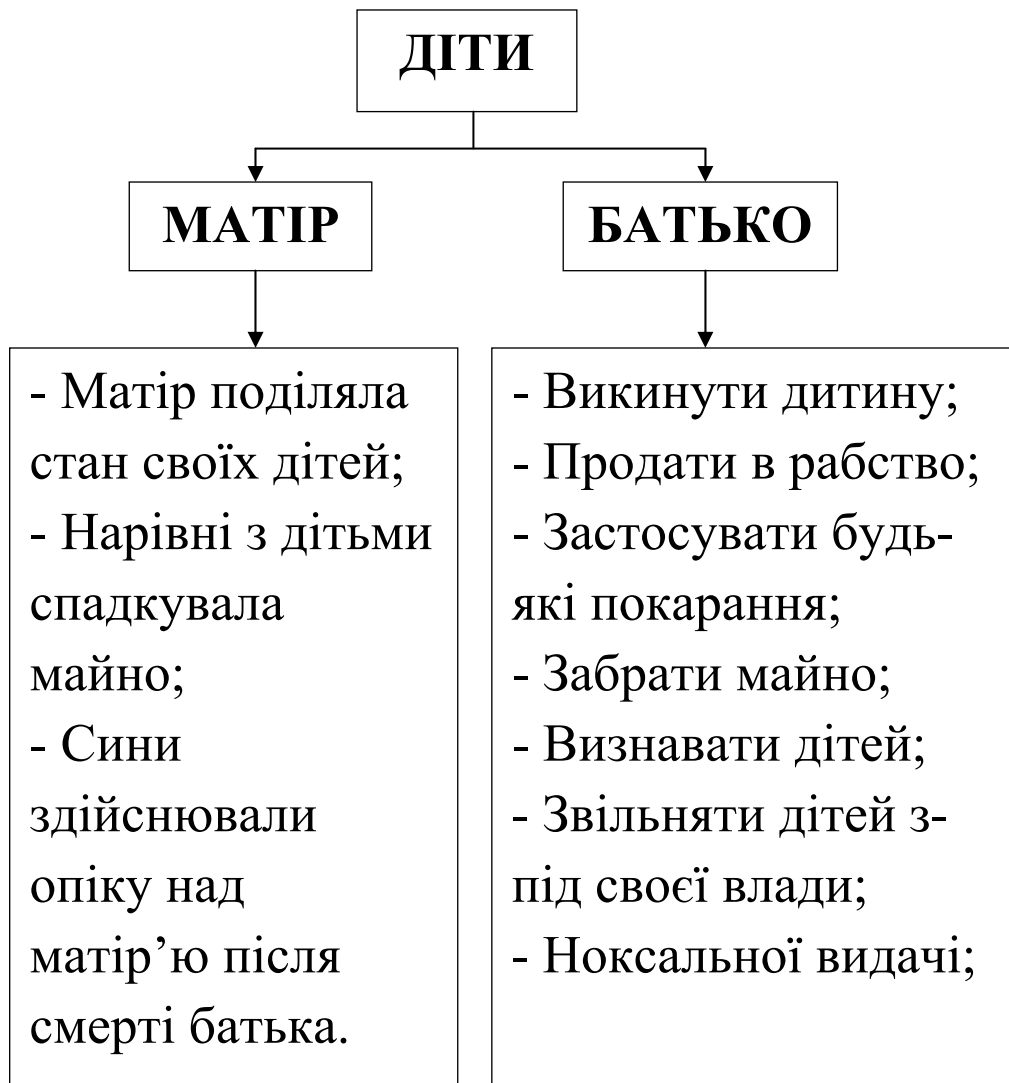 ДІТИ
МАТІР
БАТЬКО
- Матір поділяла
стан своїх дітей;
- Нарівні з дітьми
спадкувала
майно;
- Сини
здійснювали
опіку над
матір’ю після
смерті батька.
- Викинути дитину;
- Продати в рабство;
- Застосувати будь-
які покарання;
- Забрати майно;
- Визнавати дітей;
- Звільняти дітей з-
під своєї влади;
- Ноксальної видачі;